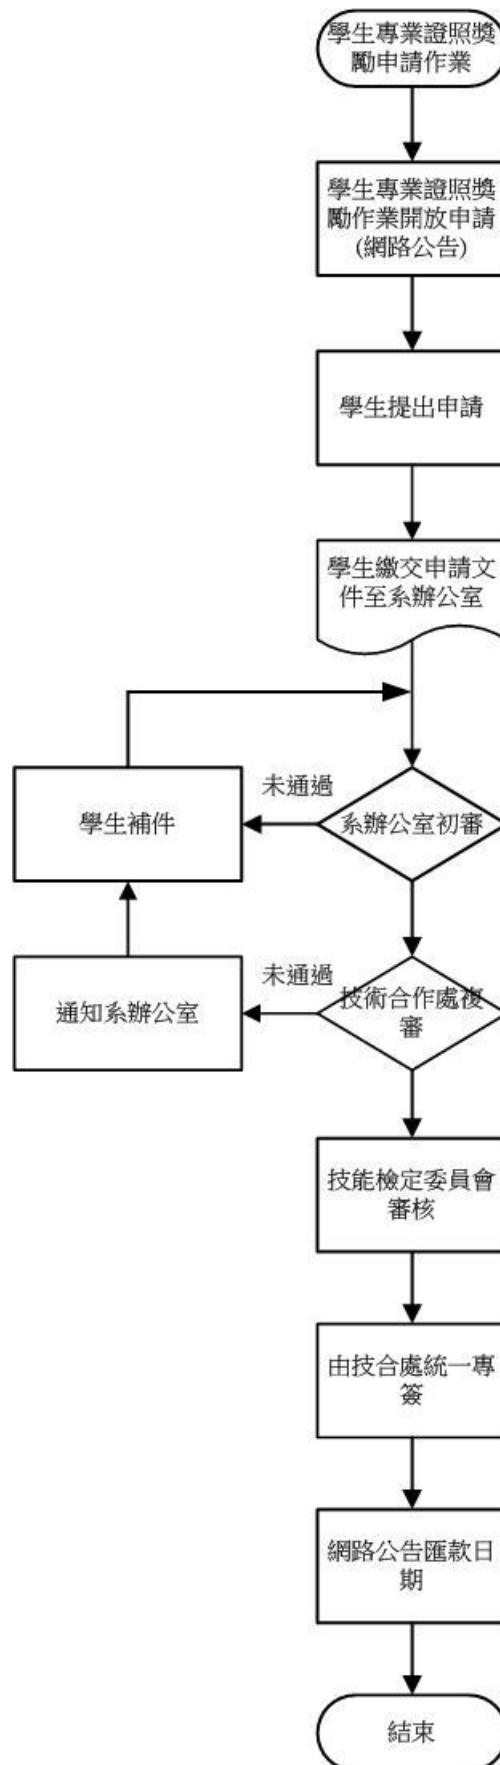 學生專業證照獎
勵申請作業
學生專業證照獎
勵作業開放申請
(網路公告)
學生提出申請
學生繳交申請文
件至系辦公室
未通過
學生補件
系辦公室初審
未通過
通知系辦公室
技術合作處複
審
技能檢定委員會
審核
由技合處統一專
簽
網路公告匯款日
期
結束